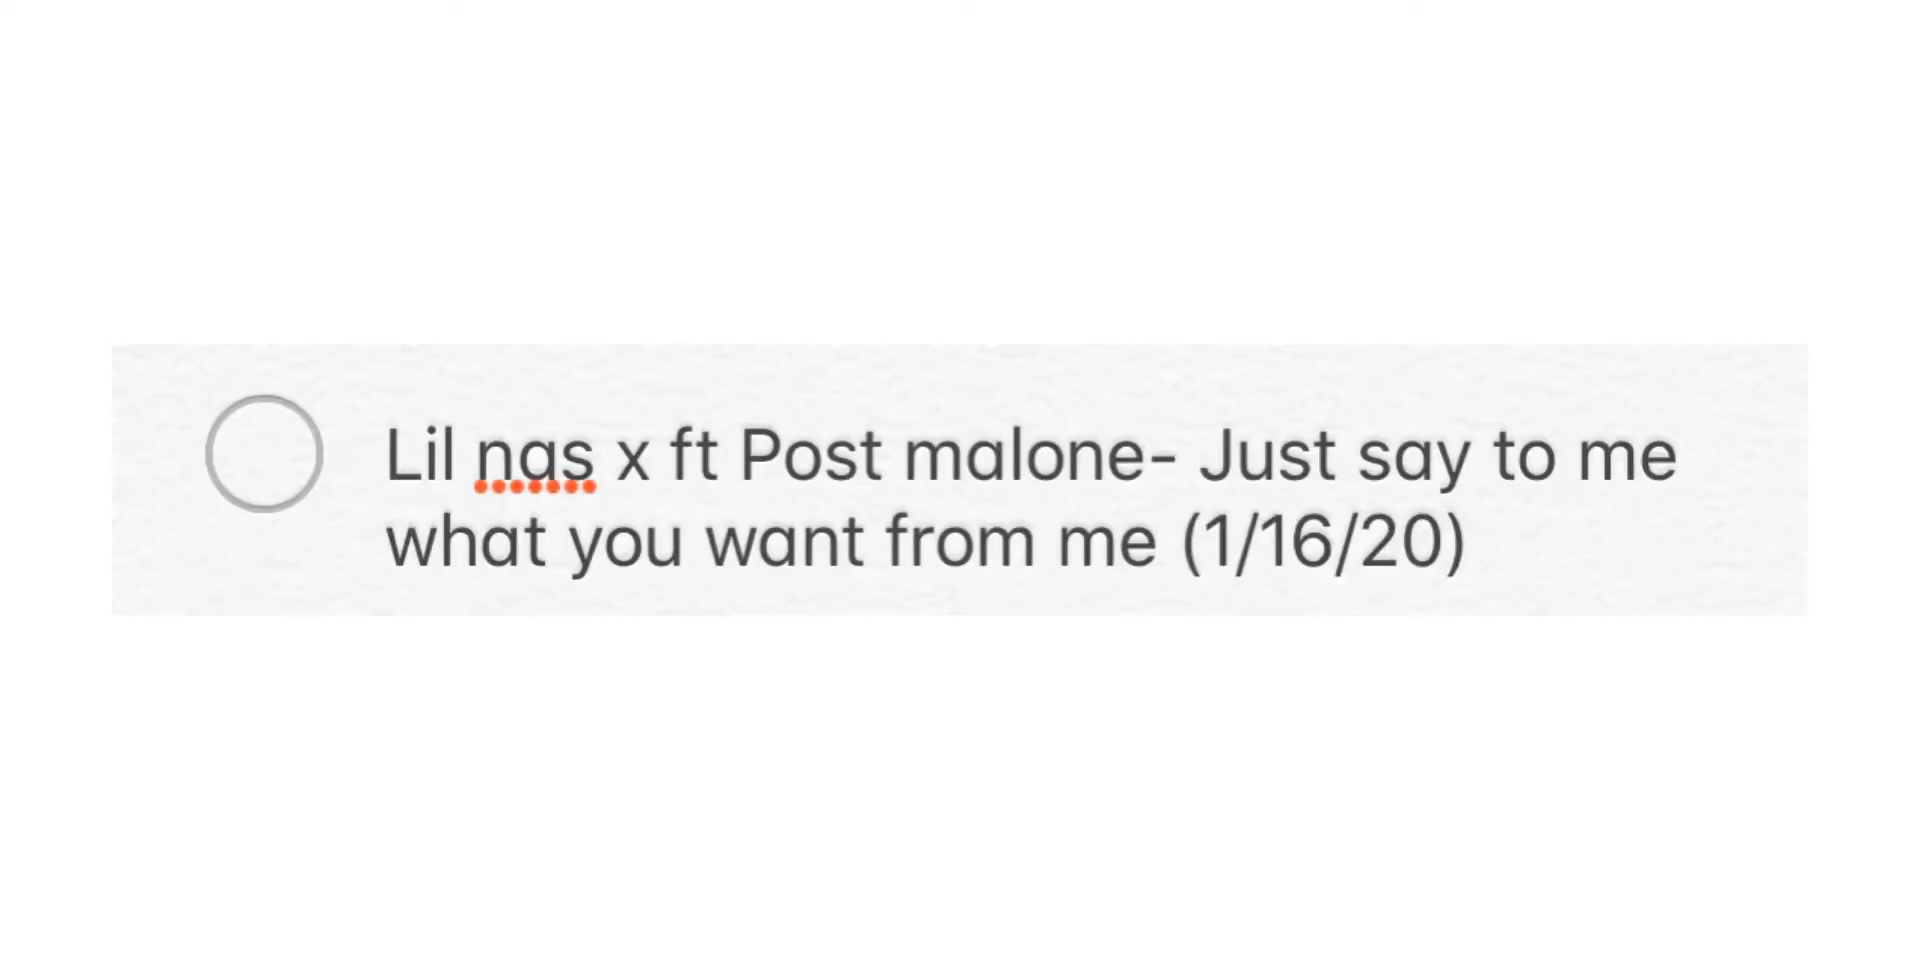 Lil nas x ft Post malone- Just say to me
what you want from me (1/16/20)